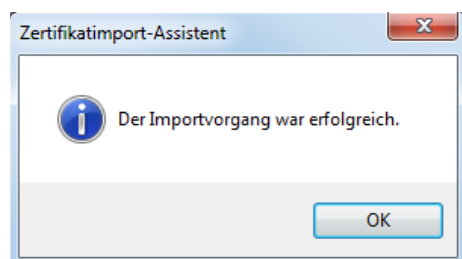 Zertifikatimport-Assistent
Der Importvorgang war erfolgreich.
OK